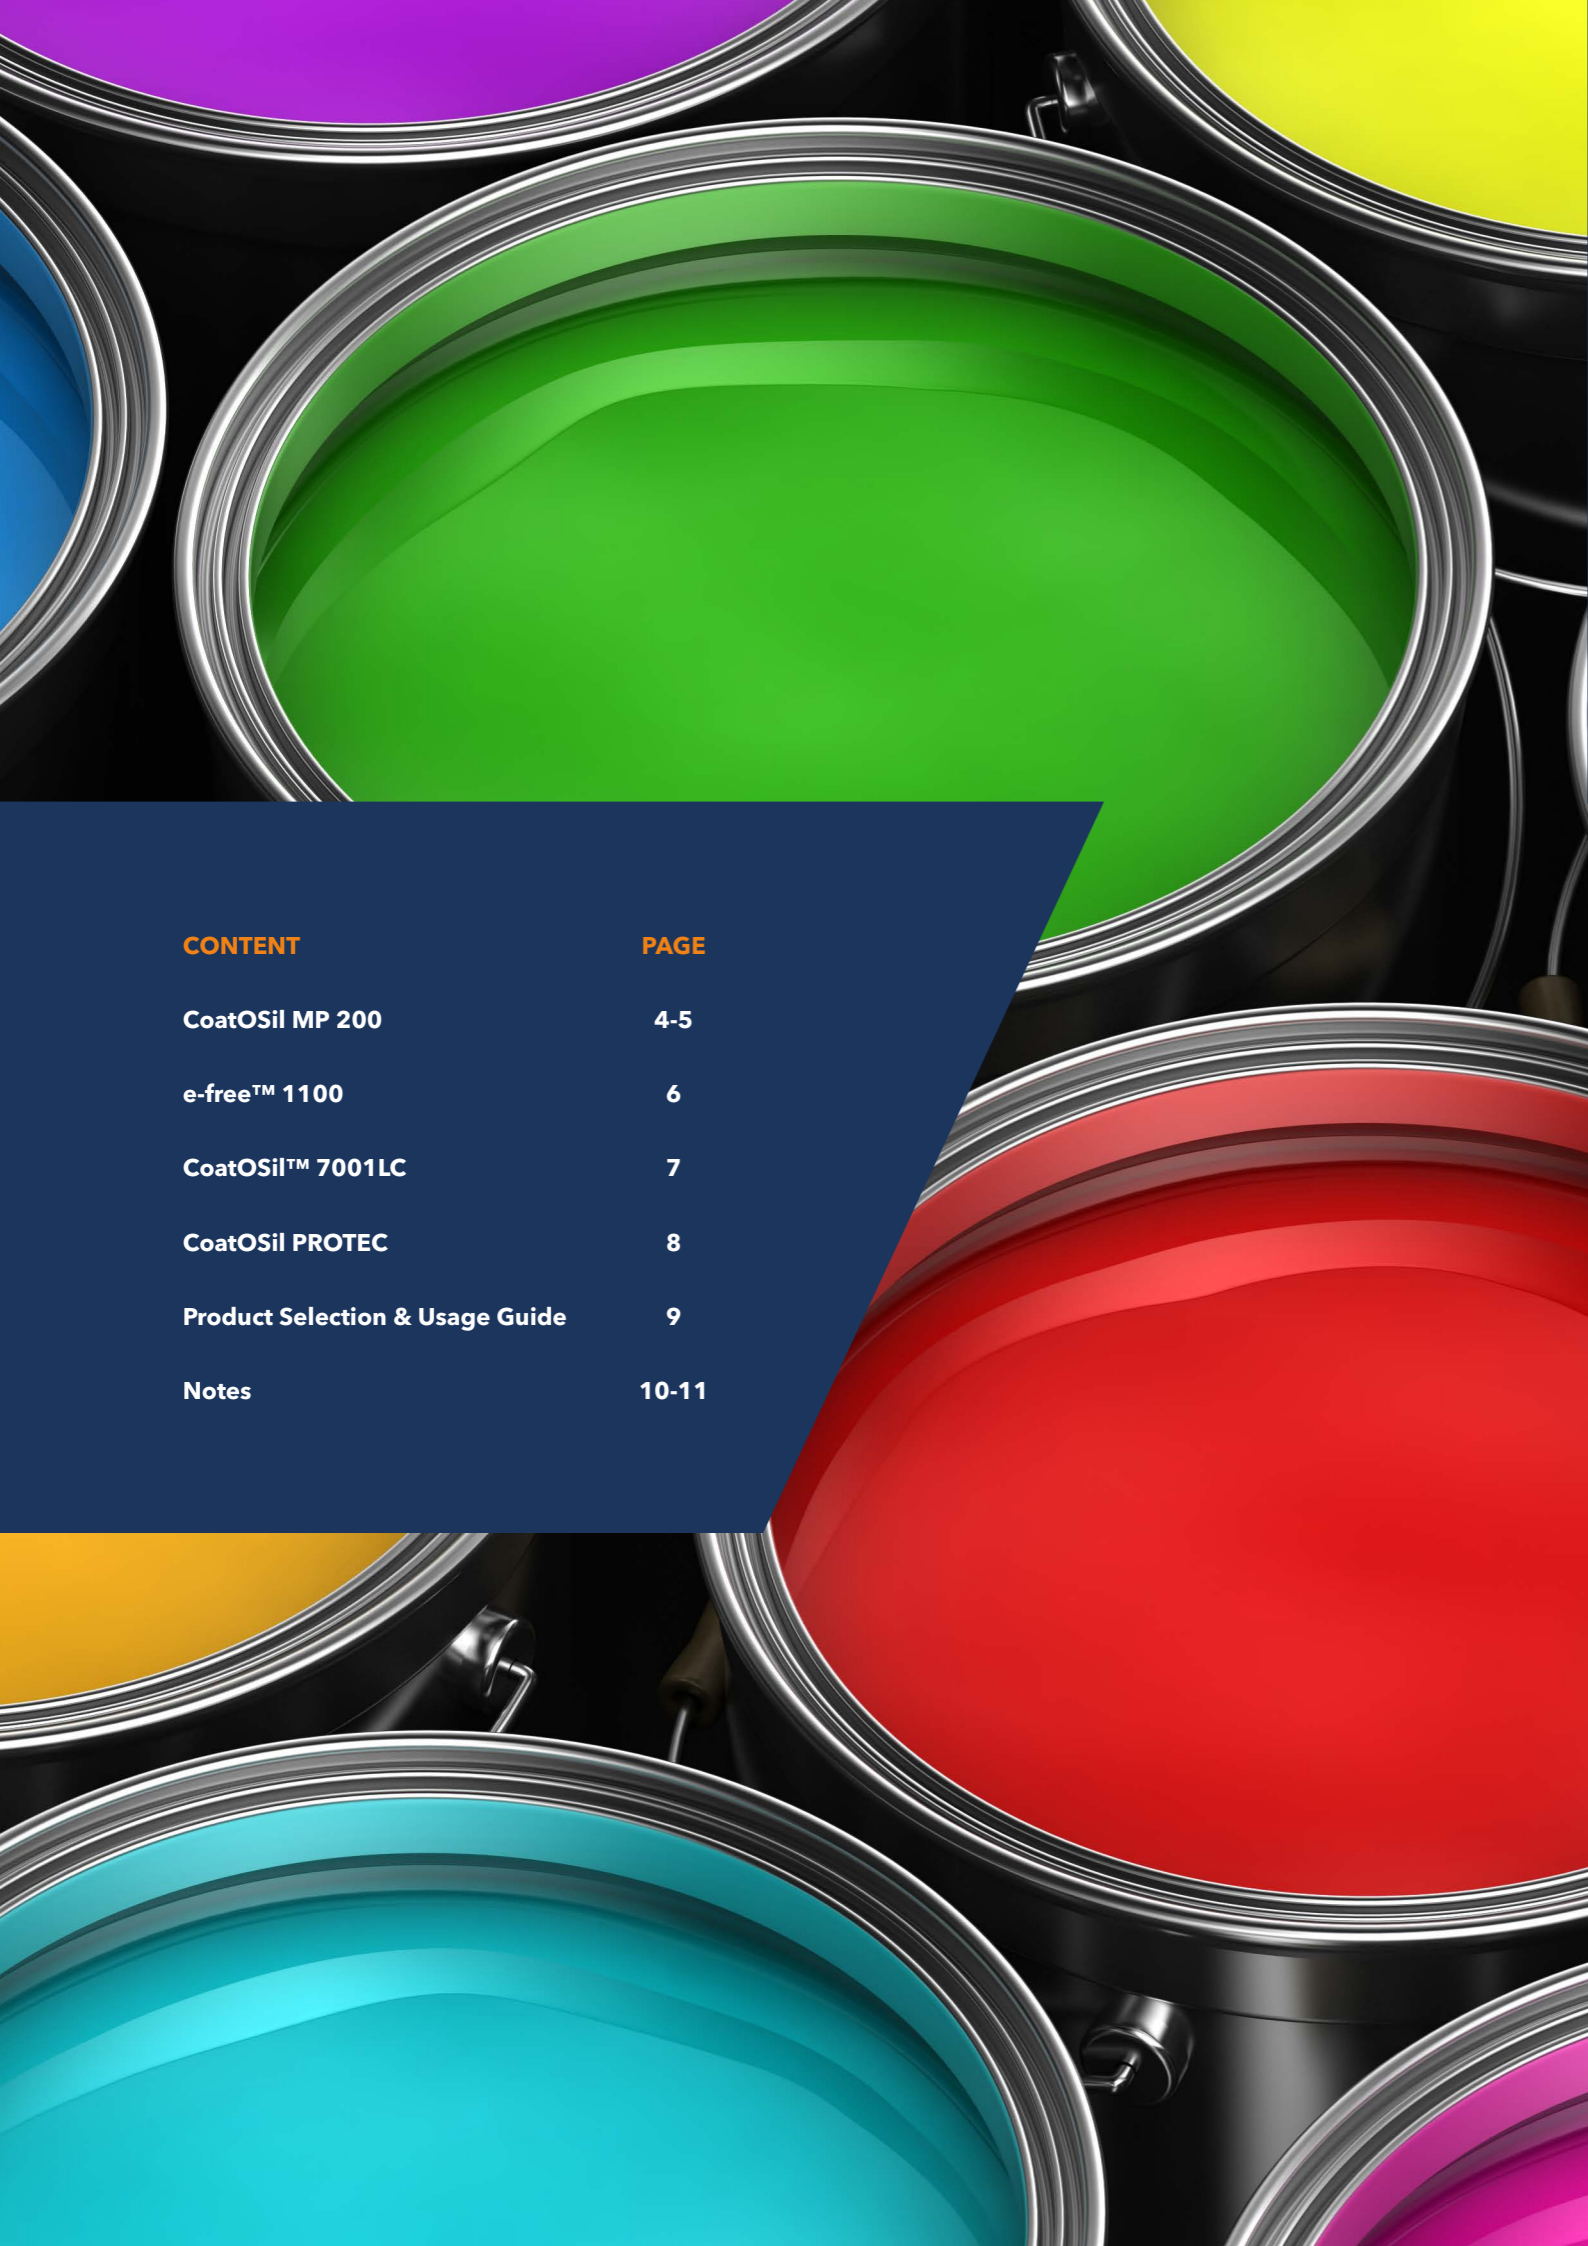 CONTENT PAGE
CoatOSil MP 200 4-5
e-free™ 1100 6
CoatOSil™ 7001LC 7
CoatOSil PROTEC 8
Product Selection & Usage Guide 9
Notes 10-11